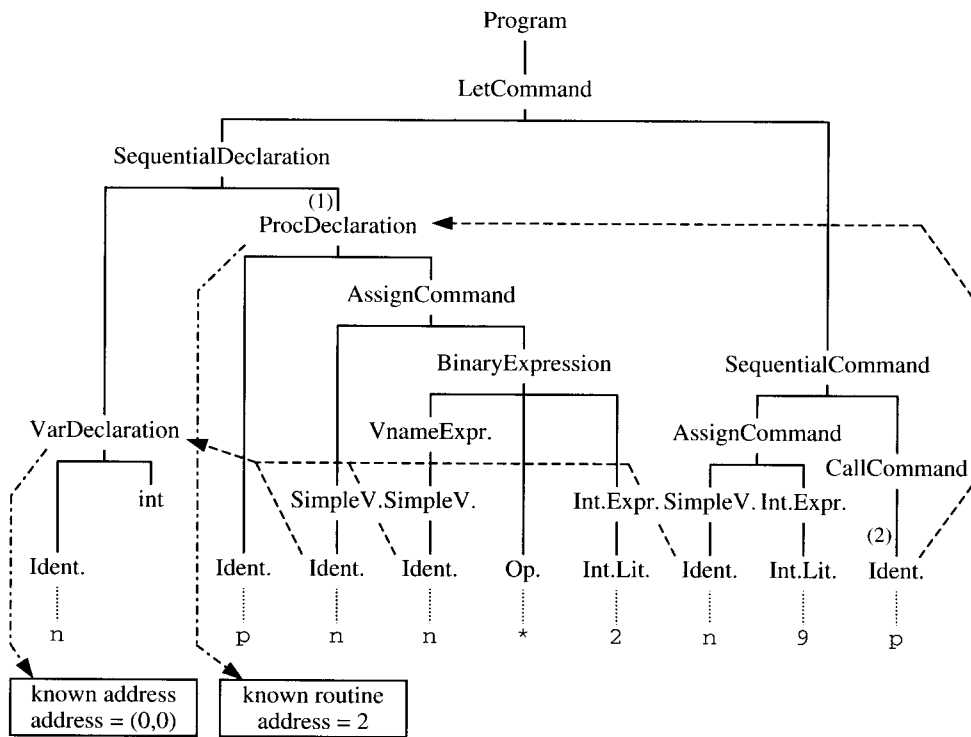 Program
LetCommand
SequentialDeclaration
(1)
ProcDeclaration
AssignCommand
BinaryExpression SequentialCommand
VarDeclaration VnameExpr. AssignCommand
CallCommand
int SimpleV. SimpleV. Int.Expr. SimpleV. Int.Expr.
(2)
Ident. Ident. Ident. Ident. Op. Int.Lit. Ident. Int.Lit. Ident.
n p n n * 2 n 9 p
known address known routine
address = (0,0) address = 2